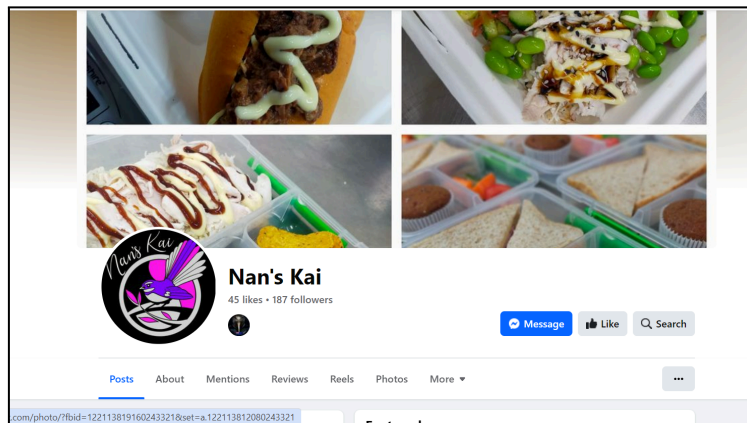 Nan's Kai
Nan's Kai
45 likes • 187 followers
Message
Like
Search
Posts
About
Mentions
Reviews
Reels
Photos
More
.com/photo/?fbid=122113819160243321&set=a.122113812080243321